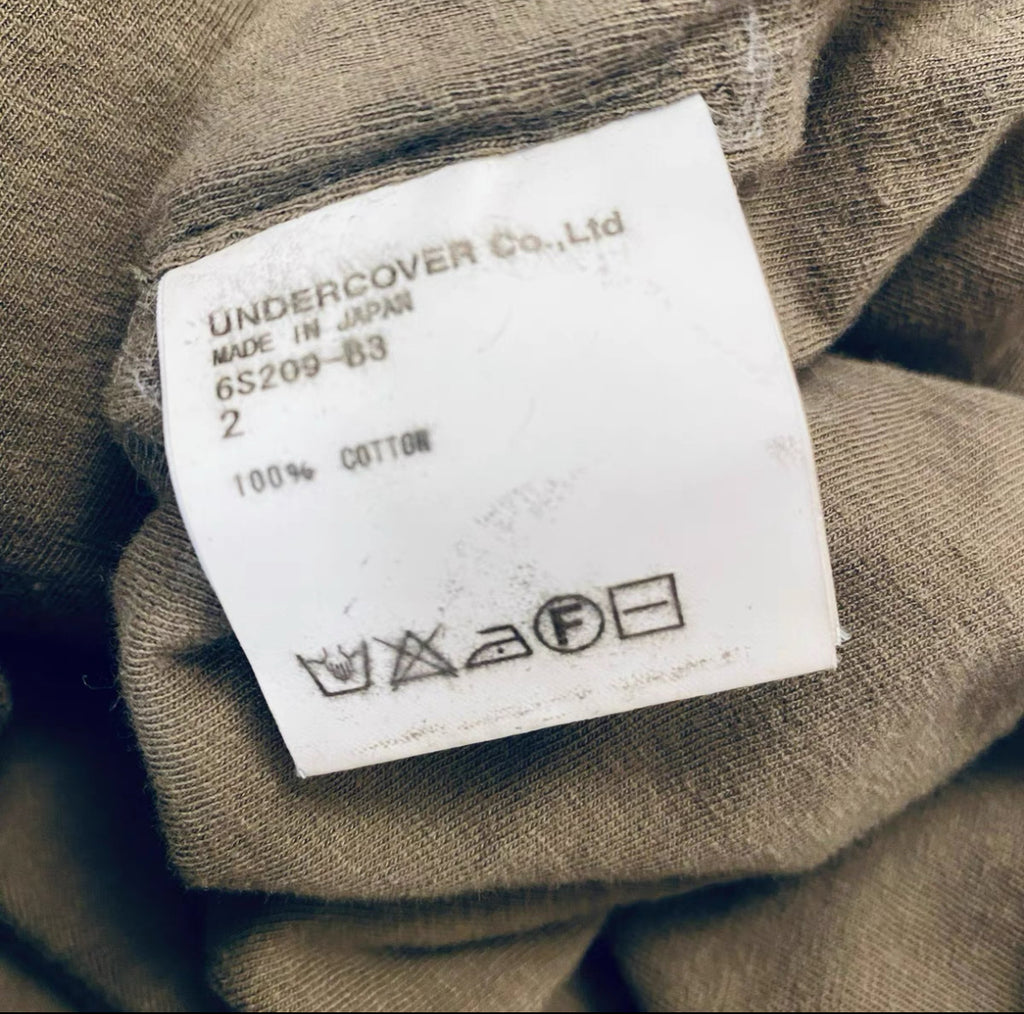 UNDERCOVER Co.,Ltd
MADE IN JAPAN
6S209-B3
2
100% COTTON
F